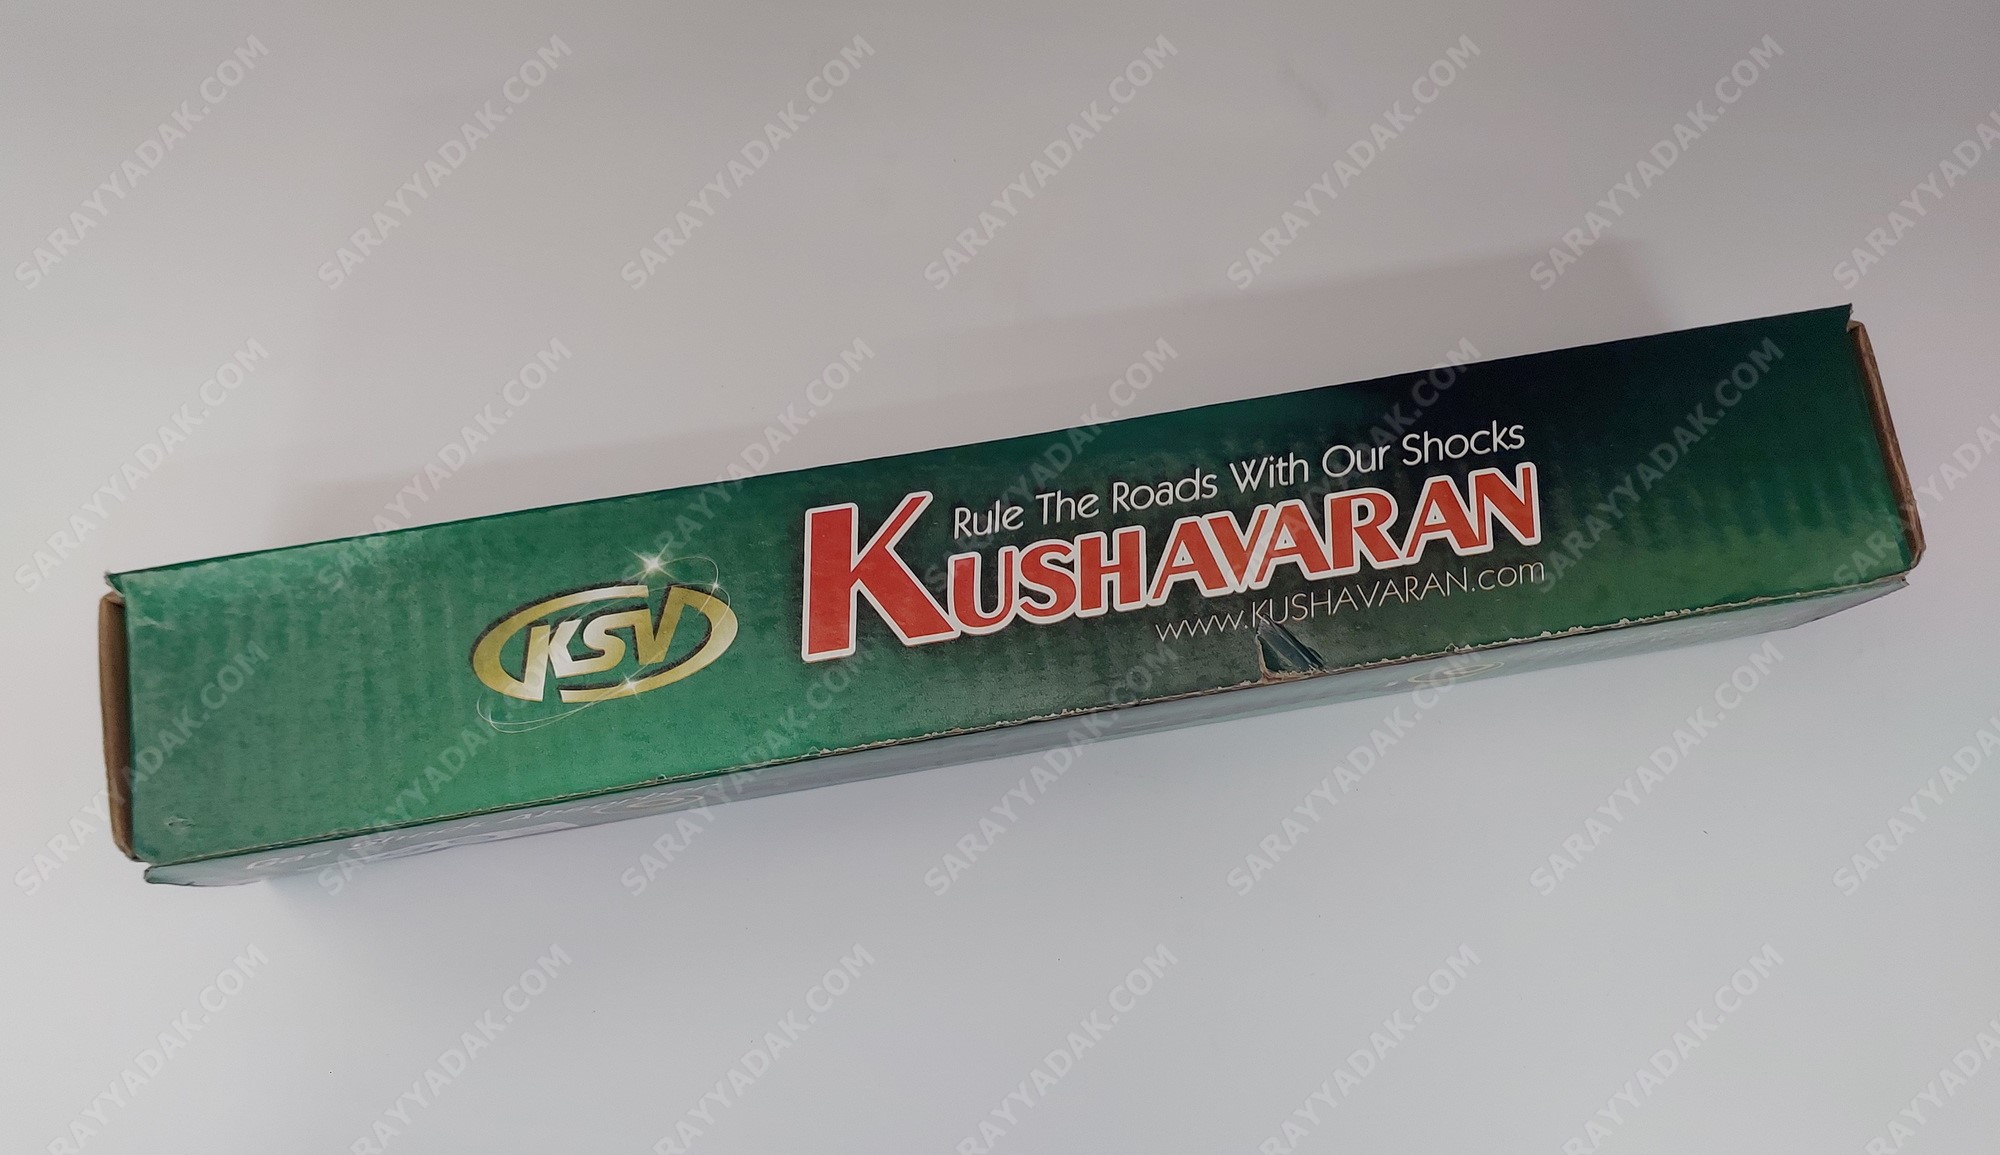 KSV
Rule The Roads With Our Shocks
KUSHAVARAN
www.KUSHAVARAN.com
SARAYYADAK.COM